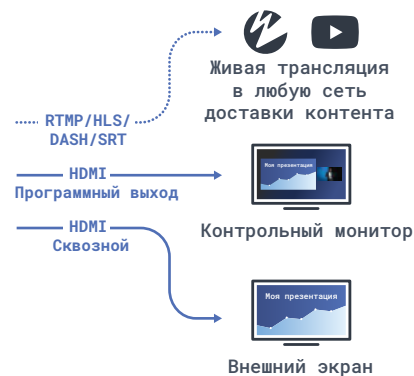 Живая трансляция
в любую сеть
доставки контента
RTMP/HLS/
DASH/SRT
HDMI
Программный выход
Моя презентация
Контрольный монитор
HDMI
Сквозной
Моя презентация
Внешний экран